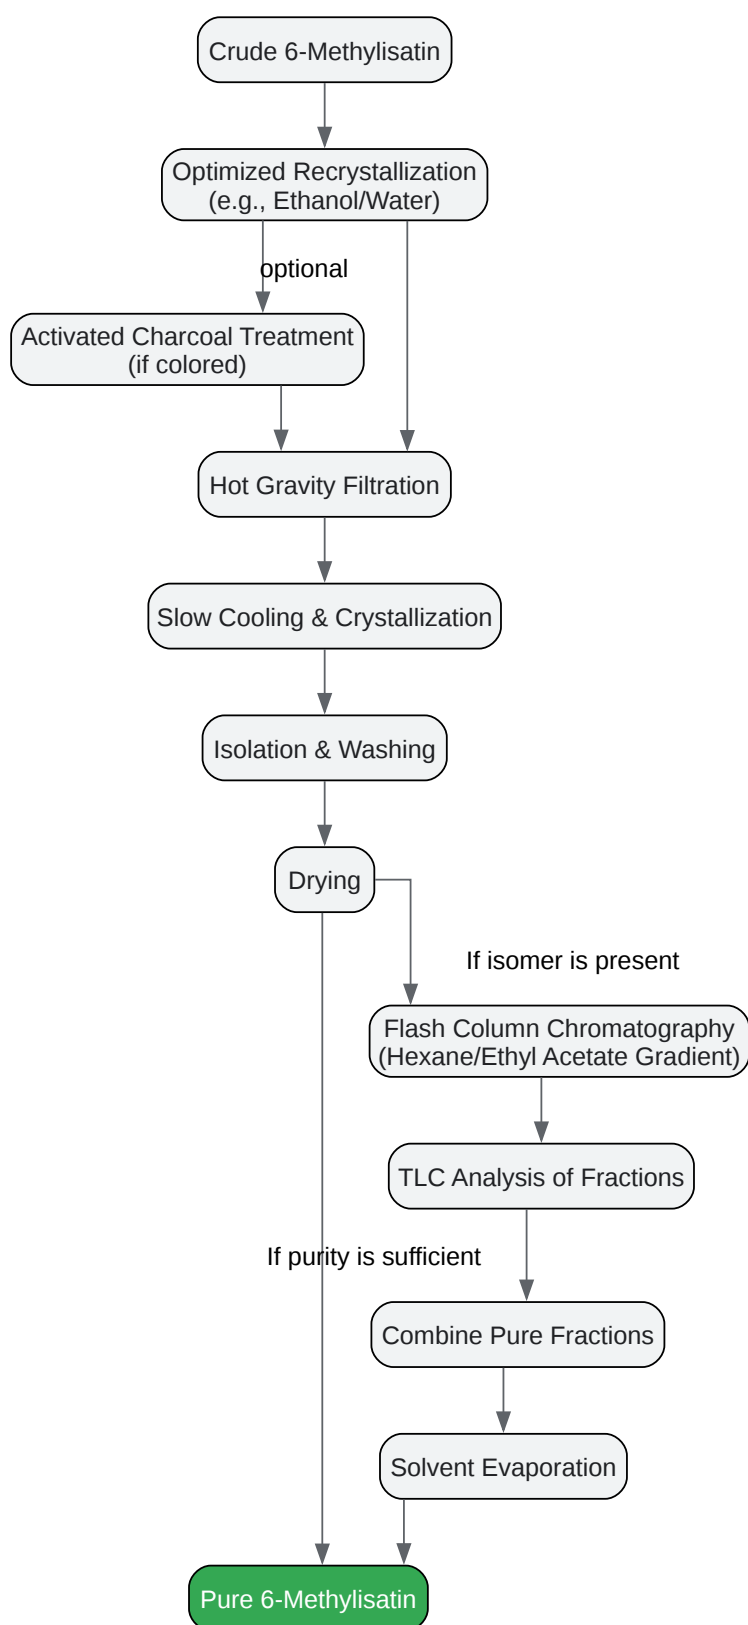 Crude 6-Methylisatin
Optimized Recrystallization
(e.g., Ethanol/Water)
optional
Activated Charcoal Treatment
(if colored)
Hot Gravity Filtration
Slow Cooling & Crystallization
Isolation & Washing
Drying
If isomer is present
Flash Column Chromatography
(Hexane/Ethyl Acetate Gradient)
TLC Analysis of Fractions
If purity is sufficient
Combine Pure Fractions
Solvent Evaporation
Pure 6-Methylisatin